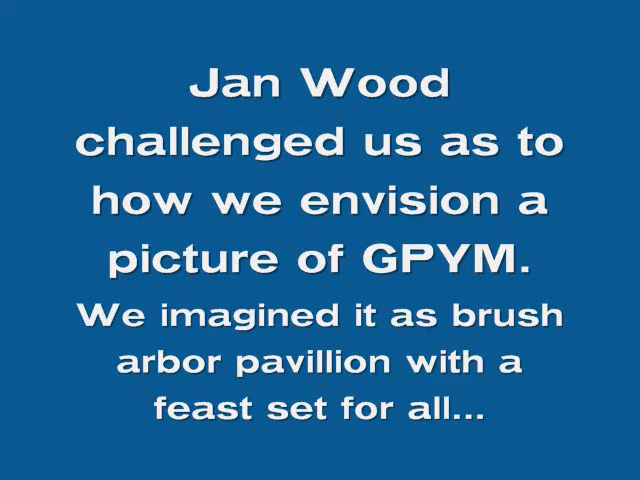 Jan Wood
challenged us as to
how we envision a
picture of GPYM.
We imagined it as brush
arbor pavillion with a
feast set for all...